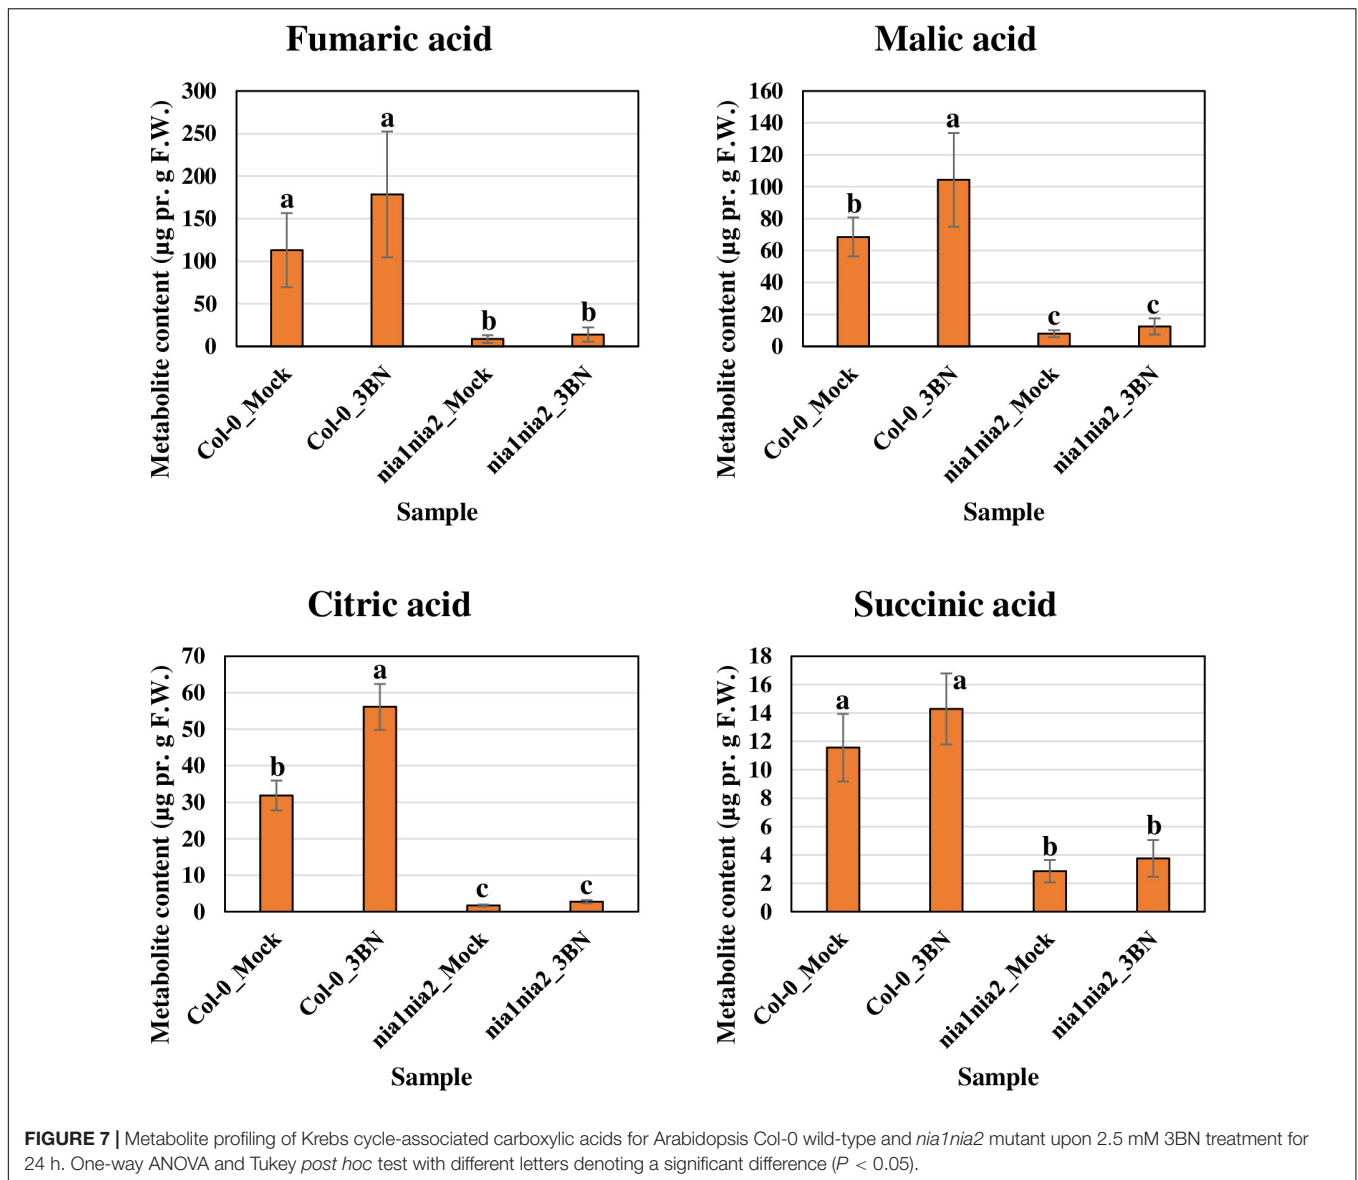 Fumaric acid
Metabolite content (µg pr. g F.W.)
300
250
200
150
100
50
0
a
a
b
b
Col-0_Mock
Col-0_3BN
nia1nia2_Mock
nia1nia2_3BN
Sample
Malic acid
Metabolite content (µg pr. g F.W.)
160
140
120
100
80
60
40
20
0
b
a
c
c
Col-0_Mock
Col-0_3BN
nia1nia2_Mock
nia1nia2_3BN
Sample
Citric acid
Metabolite content (µg pr. g F.W.)
70
60
50
40
30
20
10
0
b
a
c
c
Col-0_Mock
Col-0_3BN
nia1nia2_Mock
nia1nia2_3BN
Sample
Succinic acid
Metabolite content (µg pr. g F.W.)
18
16
14
12
10
8
6
4
2
0
a
a
b
b
Col-0_Mock
Col-0_3BN
nia1nia2_Mock
nia1nia2_3BN
Sample
FIGURE 7 | Metabolite profiling of Krebs cycle-associated carboxylic acids for Arabidopsis Col-0 wild-type and nia1nia2 mutant upon 2.5 mM 3BN treatment for
24 h. One-way ANOVA and Tukey post hoc test with different letters denoting a significant difference (P < 0.05).